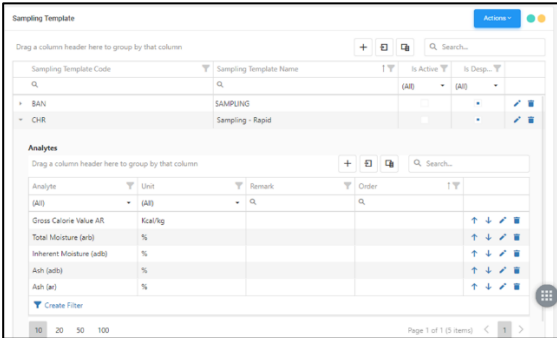 Sampling Template
Actions
Drag a column header here to group by that column
Search...
Sampling Template Code Sampling Template Name Is Active Is Desp...
(All) (All)
BAN SAMPLING
CHR Sampling - Rapid
Analytes
Drag a column header here to group by that column
Search...
Analyte Unit Remark Order
(All) (All)
Gross Calorie Value AR Kcal/kg
Total Moisture (arb) %
Inherent Moisture (adb) %
Ash (adb) %
Ash (ar) %
Create Filter
10 20 50 100 Page 1 of 1 (5 items) 1